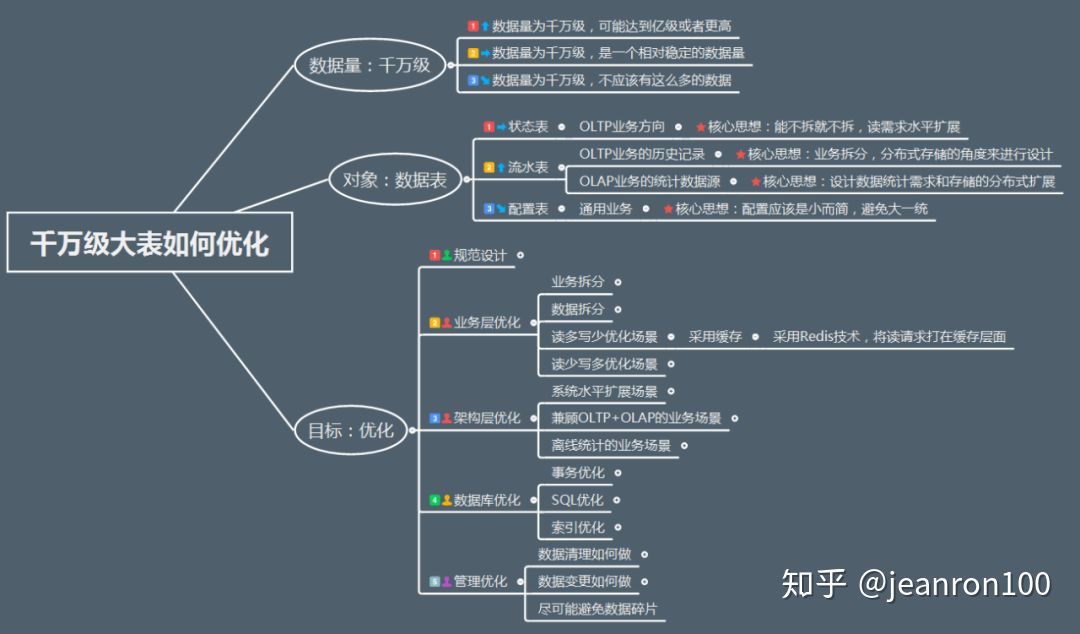 千万级大表如何优化
数据量：千万级
1 数据量为千万级，可能达到亿级或者更高
2 数据量为千万级，是一个相对稳定的数据量
3 数据量为千万级，不应该有这么多的数据
对象：数据表
1 状态表 OLTP业务方向 核心思想：能不拆就不拆，读需求水平扩展
2 流水表
OLTP业务的历史记录 核心思想：业务拆分，分布式存储的角度来进行设计
OLAP业务的统计数据源 核心思想：设计数据统计需求和存储的分布式扩展
3 配置表 通用业务 核心思想：配置应该是小而简，避免大一统
目标：优化
1 规范设计
2 业务层优化
业务拆分
数据拆分
读多写少优化场景 采用缓存 采用Redis技术，将读请求打在缓存层面
读少写多优化场景
3 架构层优化
系统水平扩展场景
兼顾OLTP+OLAP的业务场景
离线统计的业务场景
4 数据库优化
事务优化
SQL优化
索引优化
5 管理优化
数据清理如何做
数据变更如何做
尽可能避免数据碎片
知乎 @jeanron100